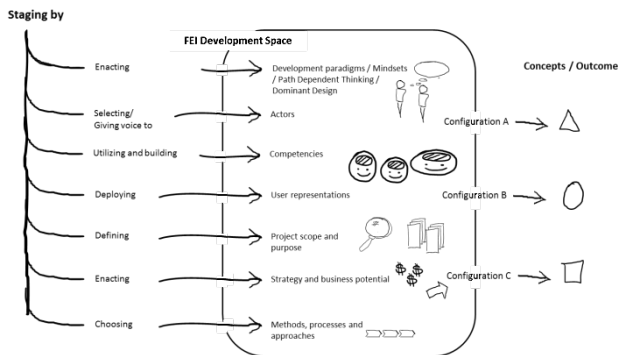 Staging by
FEI Development Space
Concepts / Outcome
Enacting
Development paradigms / Mindsets
/ Path Dependent Thinking /
Dominant Design
Selecting/
Giving voice to
Actors
Configuration A
Utilizing and building
Competencies
Deploying
User representations
Configuration B
Defining
Project scope and
purpose
Enacting
Strategy and business potential
$ $
$ $
Configuration C
Choosing
Methods, processes and
approaches